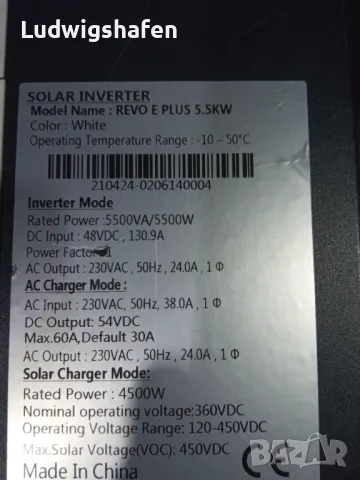 Ludwigshafen
SOLAR INVERTER
Model Name : REVO E PLUS 5.5KW
Color : White
Operating Temperature Range : -10 – 50°C
210424-0206140004
Inverter Mode
Rated Power :5500VA/5500W
DC Input : 48VDC , 130.9A
Power Factor:1
AC Output : 230VAC , 50Hz , 24.0A , 1 Φ
AC Charger Mode :
AC Input : 230VAC, 50Hz, 38.0A , 1 Φ
DC Output: 54VDC
Max.60A,Default 30A
AC Output : 230VAC , 50Hz , 24.0A , 1 Φ
Solar Charger Mode:
Rated Power : 4500W
Nominal operating voltage:360VDC
Operating Voltage Range: 120-450VDC
Max.Solar Voltage(VOC): 450VDC
Made In China
CE
BAZAR